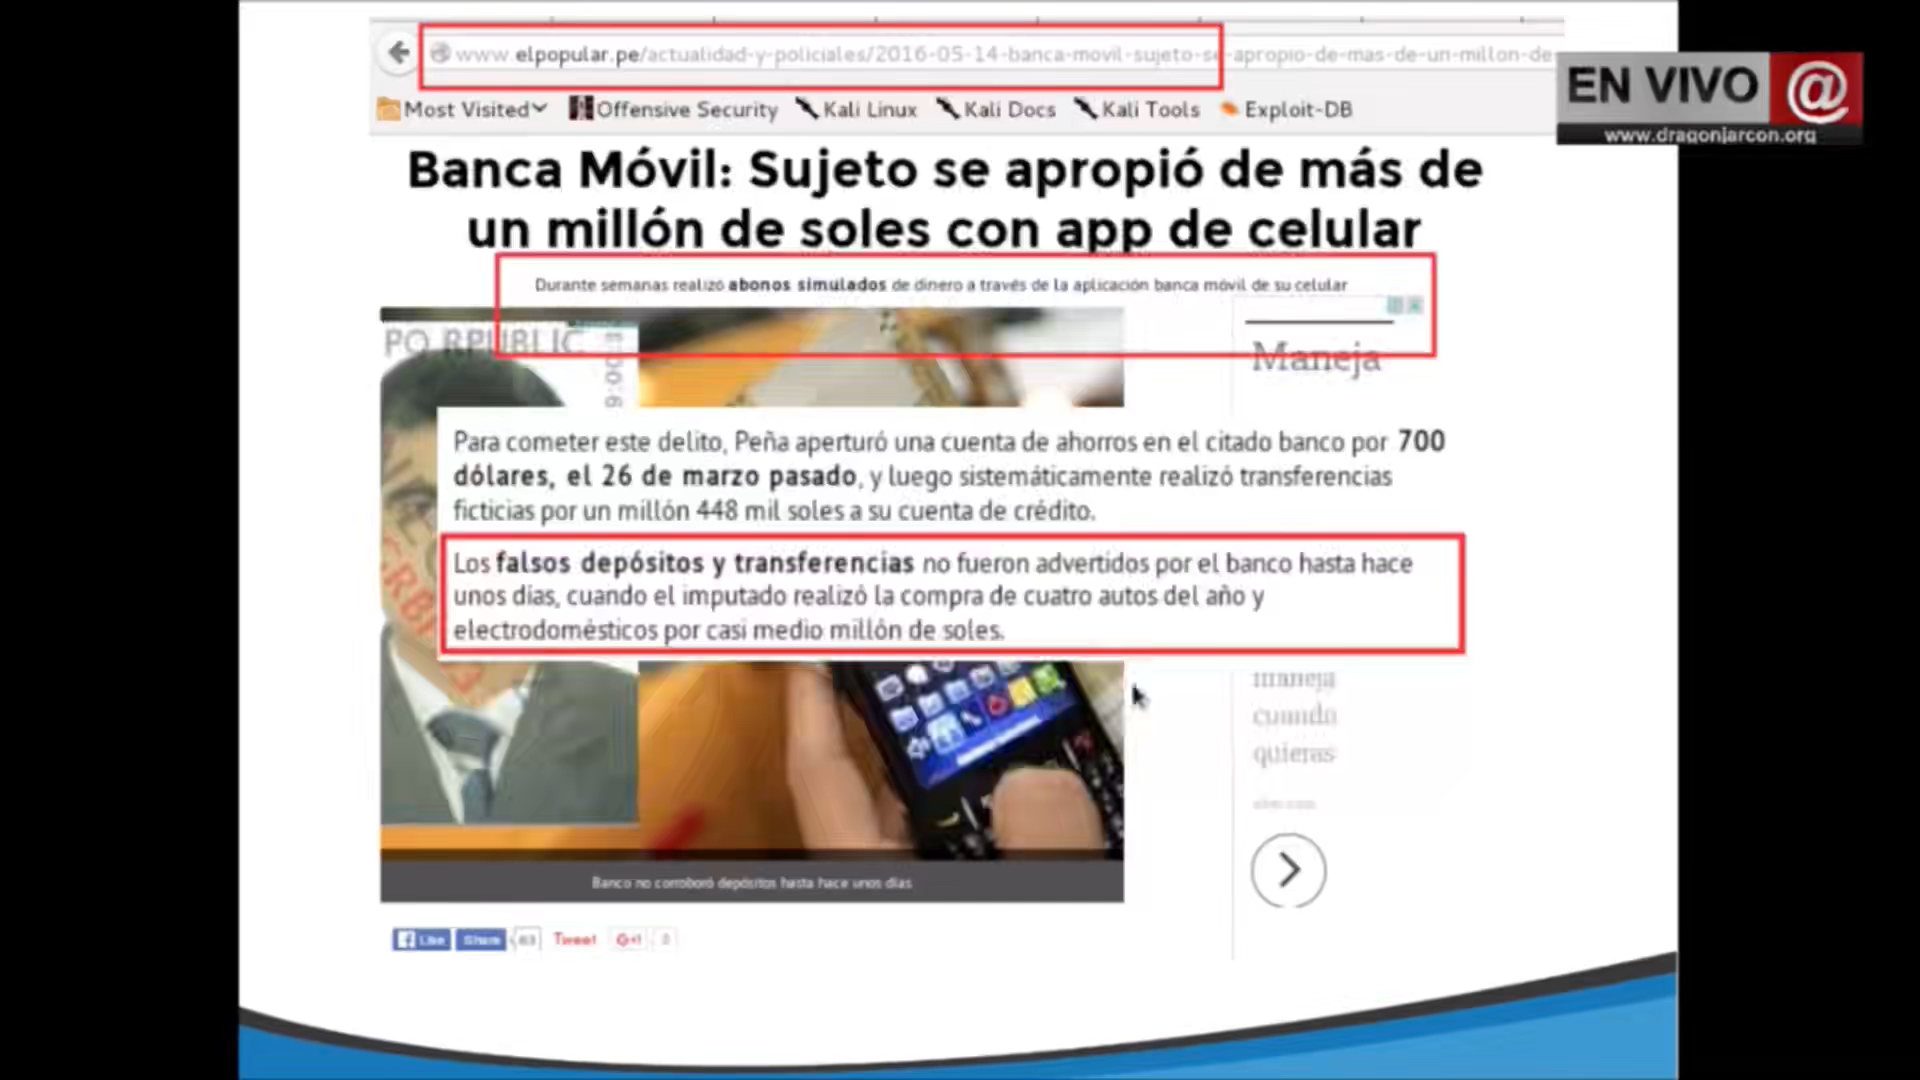 www.elpopular.pe/actualidad-y-policiales/2016-05-14-banca-movil-sujeto-se-apropio-de-mas-de-un-millon-de
EN VIVO @
www.dragonjarcon.org
Most Visited Offensive Security Kali Linux Kali Docs Kali Tools Exploit-DB
Banca Móvil: Sujeto se apropió de más de
un millón de soles con app de celular
Durante semanas realizó abonos simulados de dinero a través de la aplicación banca móvil de su celular
Maneja
Para cometer este delito, Peña aperturó una cuenta de ahorros en el citado banco por 700
dólares, el 26 de marzo pasado, y luego sistemáticamente realizó transferencias
ficticias por un millón 448 mil soles a su cuenta de crédito.
Los falsos depósitos y transferencias no fueron advertidos por el banco hasta hace
unos días, cuando el imputado realizó la compra de cuatro autos del año y
electrodomésticos por casi medio millón de soles.
maneja
cuando
quieras
Banco no corroboró depósitos hasta hace unos días
Like Share 83 Tweet G+1 0